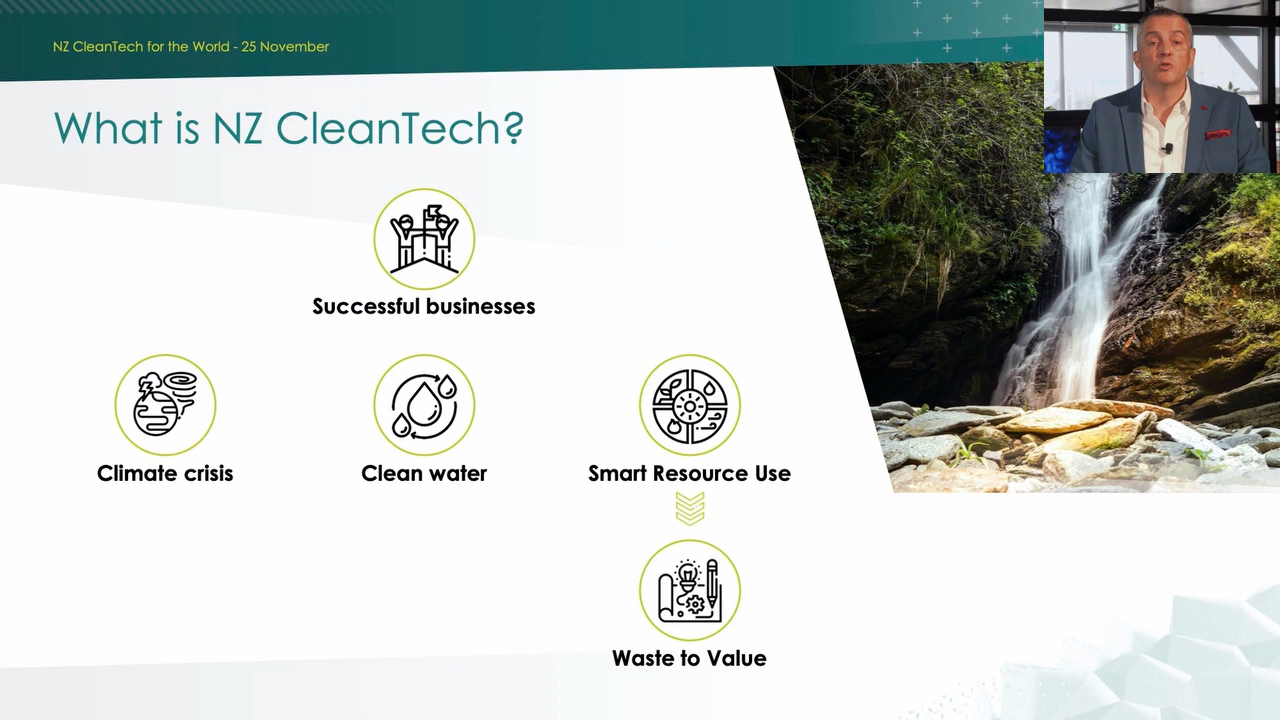 NZ CleanTech for the World - 25 November
What is NZ CleanTech?
Successful businesses
Climate crisis
Clean water
Smart Resource Use
Waste to Value